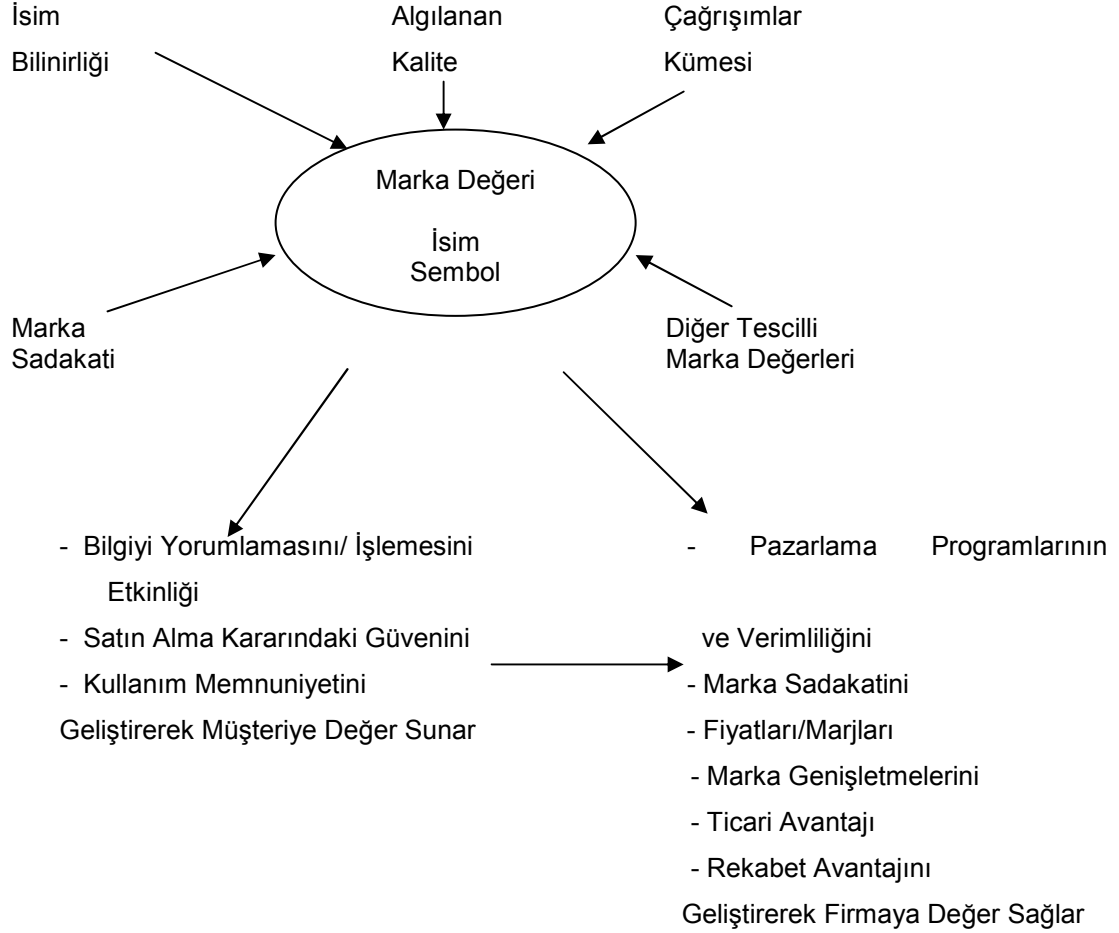 İsim
Bilinirliği
Algılanan
Kalite
Çağrışımlar
Kümesi
Marka Değeri
İsim
Sembol
Marka
Sadakati
Diğer Tescilli
Marka Değerleri
- Bilgiyi Yorumlamasını/ İşlemesini
Etkinliği
- Satın Alma Kararındaki Güvenini
- Kullanım Memnuniyetini
Geliştirerek Müşteriye Değer Sunar
- Pazarlama Programlarının
ve Verimliliğini
- Marka Sadakatini
- Fiyatları/Marjları
- Marka Genişletmelerini
- Ticari Avantajı
- Rekabet Avantajını
Geliştirerek Firmaya Değer Sağlar